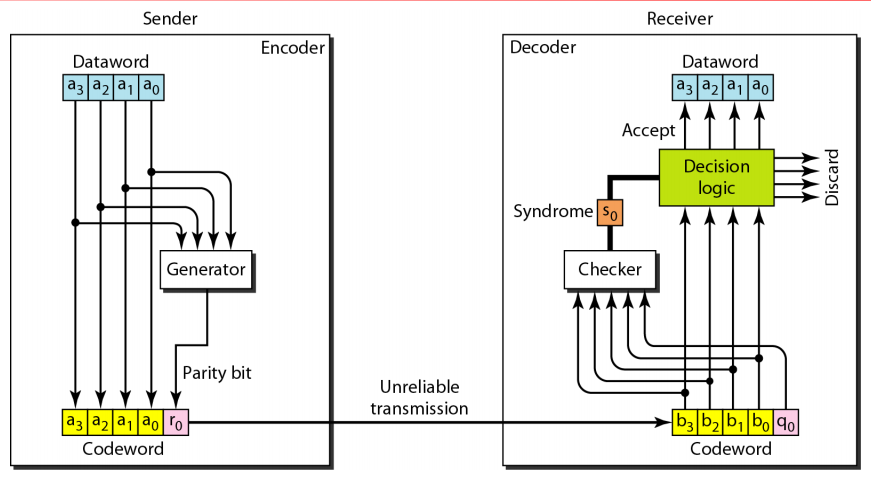 Sender
Encoder
Dataword
a3 a2 a1 a0
Generator
Parity bit
a3 a2 a1 a0 r0
Codeword
Unreliable
transmission
Receiver
Decoder
Dataword
a3 a2 a1 a0
Accept
Decision
logic
Discard
Syndrome s0
Checker
b3 b2 b1 b0 q0
Codeword